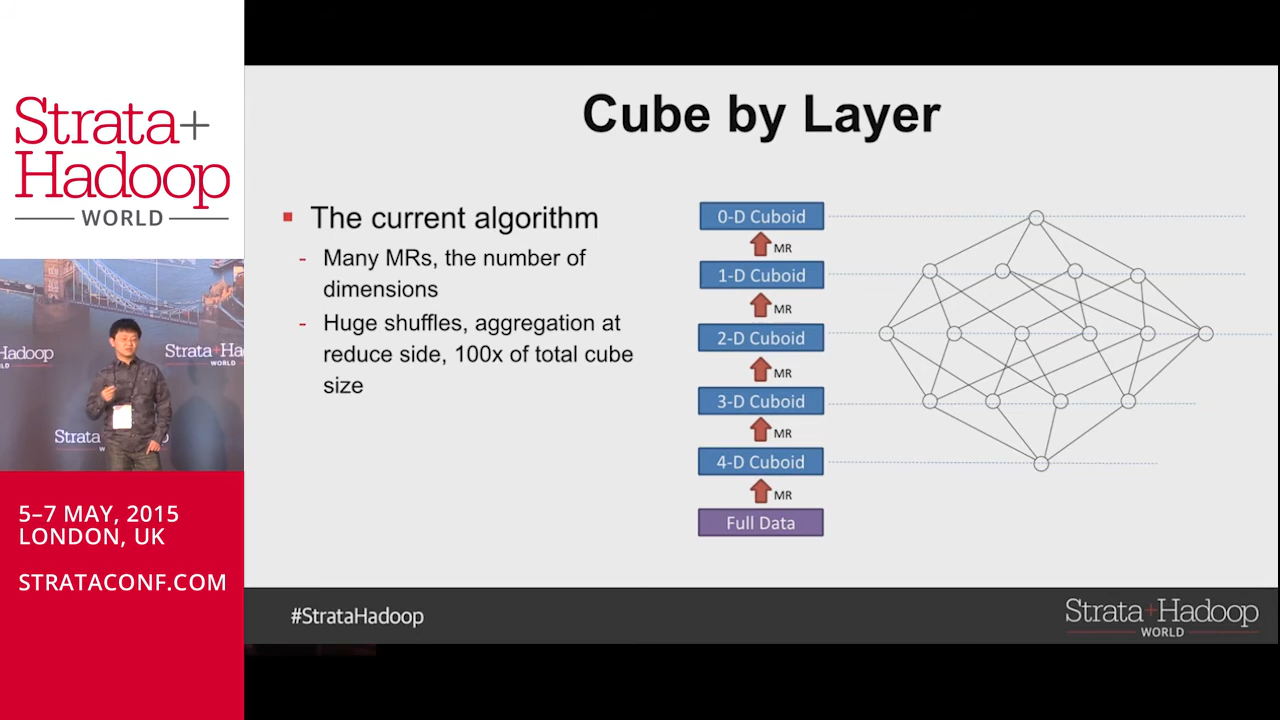 Strata+
Hadoop
WORLD
Hadoop
Strata+Ha
WORLD
Strata
5–7 MAY, 2015
LONDON, UK
STRATACONF.COM
Cube by Layer
The current algorithm
- Many MRs, the number of
dimensions
- Huge shuffles, aggregation at
reduce side, 100x of total cube
size
0-D Cuboid
MR
1-D Cuboid
MR
2-D Cuboid
MR
3-D Cuboid
MR
4-D Cuboid
MR
Full Data
#StrataHadoop
Strata+Hadoop
WORLD